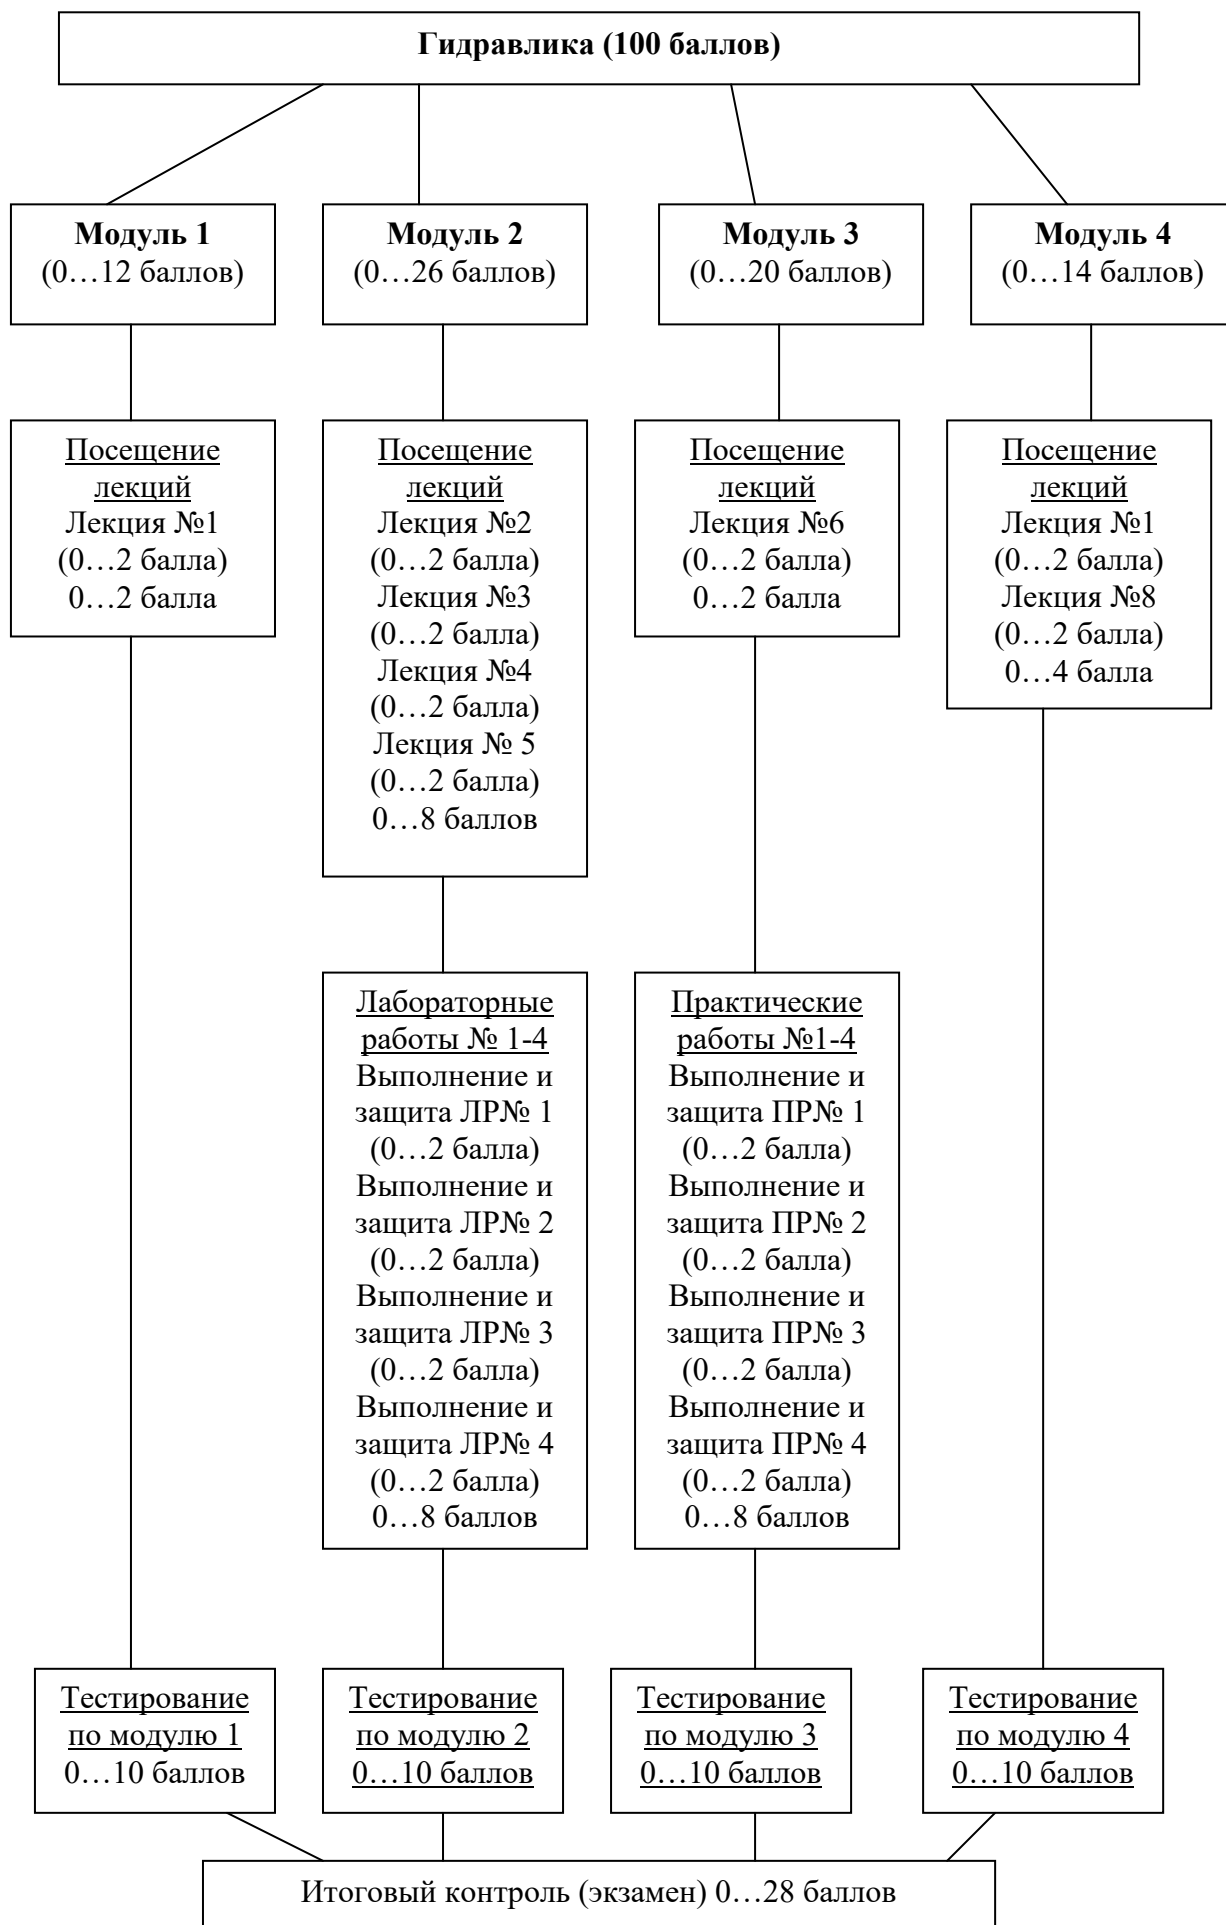 Гидравлика (100 баллов)
Модуль 1
(0…12 баллов)
Модуль 2
(0…26 баллов)
Модуль 3
(0…20 баллов)
Модуль 4
(0…14 баллов)
Посещение
лекций
Лекция №1
(0…2 балла)
0…2 балла
Посещение
лекций
Лекция №2
(0…2 балла)
Лекция №3
(0…2 балла)
Лекция №4
(0…2 балла)
Лекция № 5
(0…2 балла)
0…8 баллов
Посещение
лекций
Лекция №6
(0…2 балла)
0…2 балла
Посещение
лекций
Лекция №1
(0…2 балла)
Лекция №8
(0…2 балла)
0…4 балла
Лабораторные
работы № 1-4
Выполнение и
защита ЛР№ 1
(0…2 балла)
Выполнение и
защита ЛР№ 2
(0…2 балла)
Выполнение и
защита ЛР№ 3
(0…2 балла)
Выполнение и
защита ЛР№ 4
(0…2 балла)
0…8 баллов
Практические
работы №1-4
Выполнение и
защита ПР№ 1
(0…2 балла)
Выполнение и
защита ПР№ 2
(0…2 балла)
Выполнение и
защита ПР№ 3
(0…2 балла)
Выполнение и
защита ПР№ 4
(0…2 балла)
0…8 баллов
Тестирование
по модулю 1
0…10 баллов
Тестирование
по модулю 2
0…10 баллов
Тестирование
по модулю 3
0…10 баллов
Тестирование
по модулю 4
0…10 баллов
Итоговый контроль (экзамен) 0…28 баллов